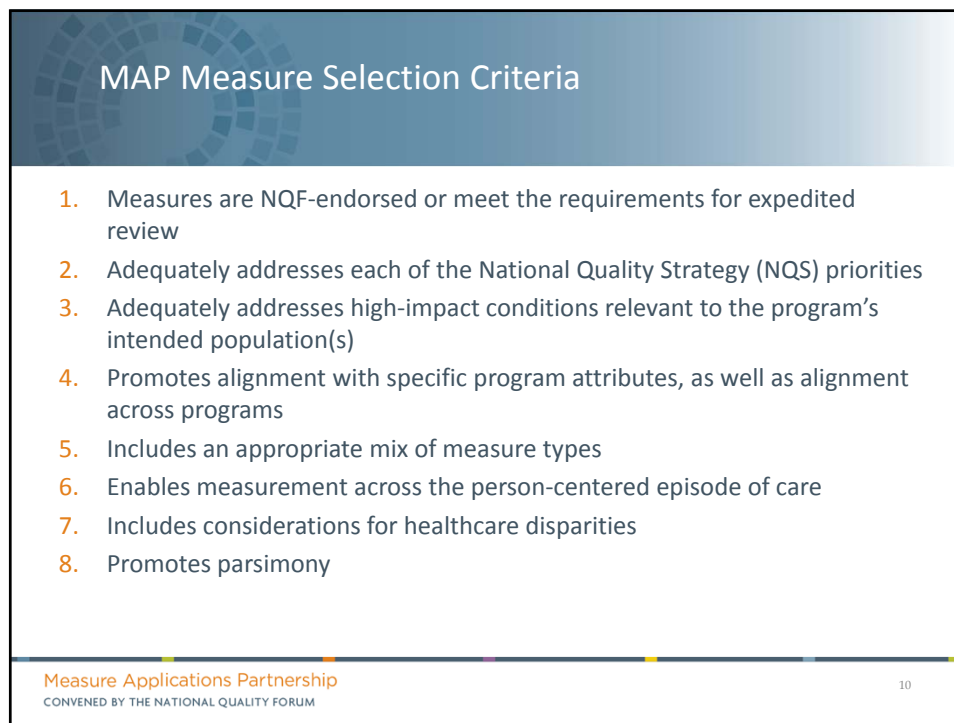 MAP Measure Selection Criteria
1. Measures are NQF-endorsed or meet the requirements for expedited
review
2. Adequately addresses each of the National Quality Strategy (NQS) priorities
3. Adequately addresses high-impact conditions relevant to the program's
intended population(s)
4. Promotes alignment with specific program attributes, as well as alignment
across programs
5. Includes an appropriate mix of measure types
6. Enables measurement across the person-centered episode of care
7. Includes considerations for healthcare disparities
8. Promotes parsimony
Measure Applications Partnership
CONVENED BY THE NATIONAL QUALITY FORUM
10